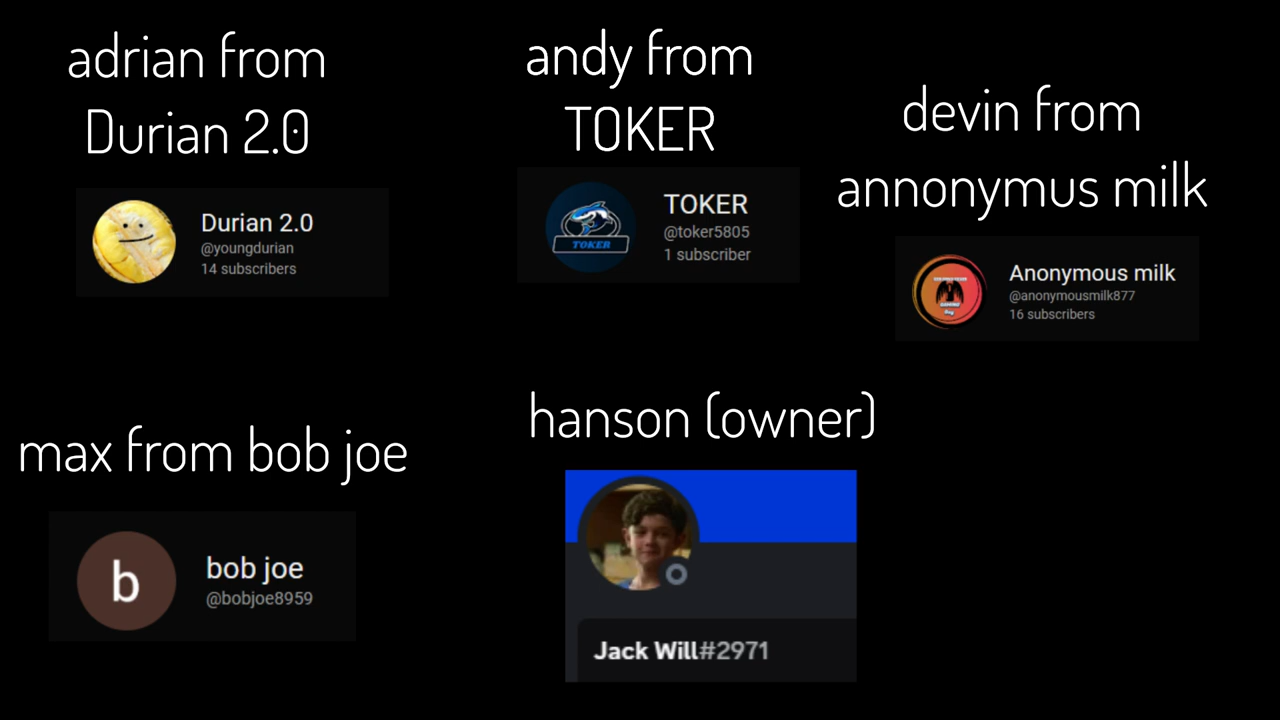 adrian from
Durian 2.0
Durian 2.0
@youngdurian
14 subscribers
andy from
TOKER
TOKER
TOKER
@toker5805
1 subscriber
devin from
annonymus milk
Anonymous milk
@anonymousmilk877
16 subscribers
max from bob joe
b
bob joe
@bobjoe8959
hanson (owner)
Jack Will#2971